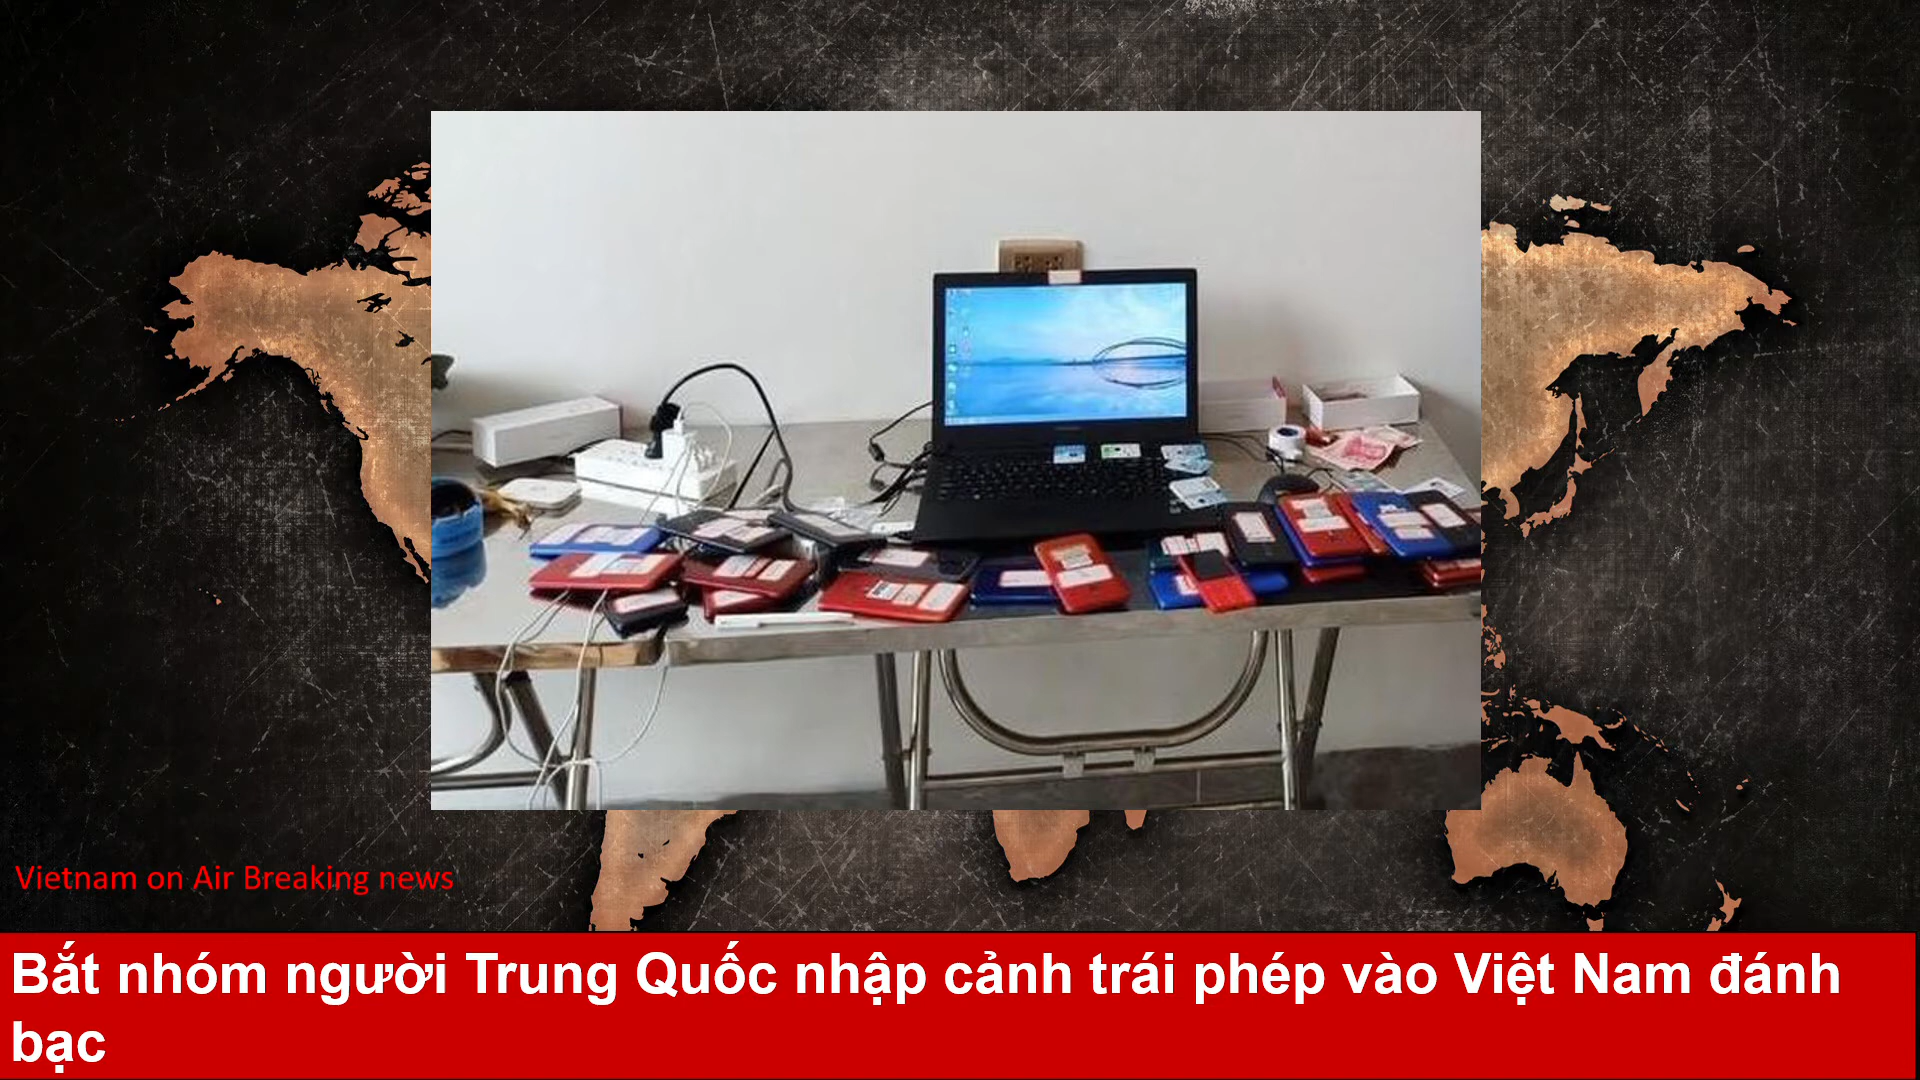 Vietnam on Air Breaking news
Bắt nhóm người Trung Quốc nhập cảnh trái phép vào Việt Nam đánh
bạc